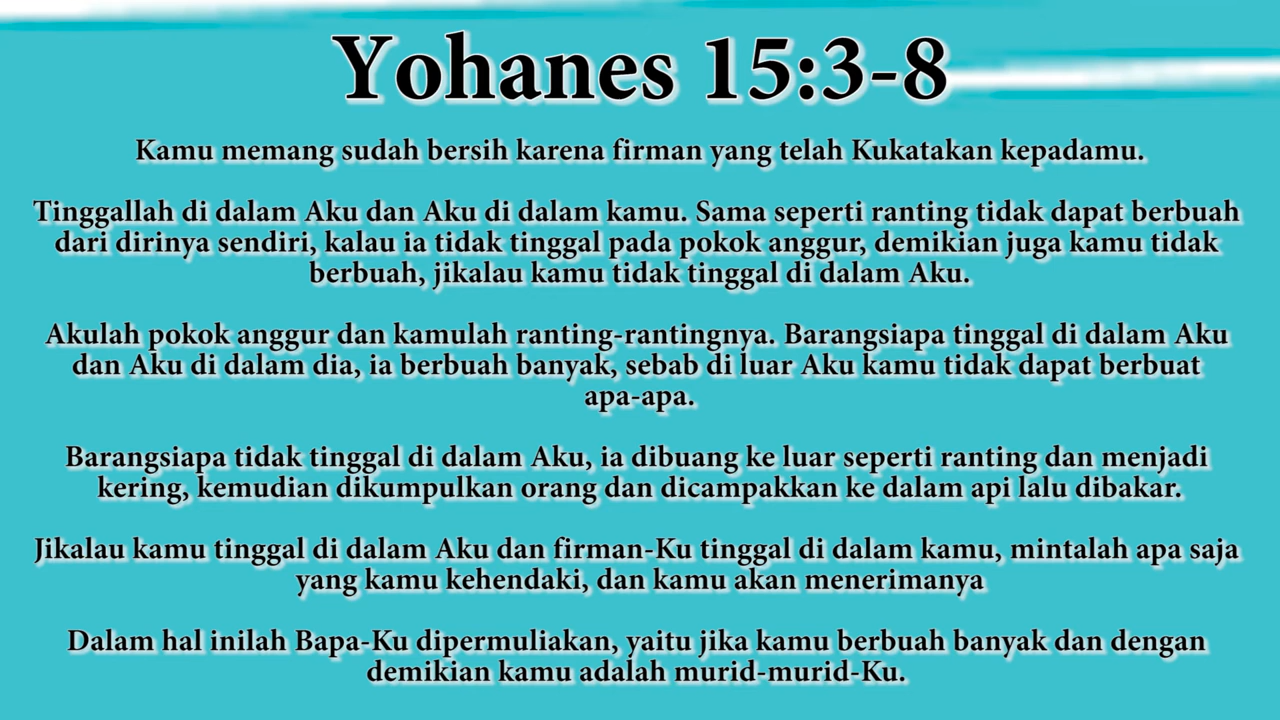 Yohanes 15:3-8
Kamu memang sudah bersih karena firman yang telah Kukatakan kepadamu.
Tinggallah di dalam Aku dan Aku di dalam kamu. Sama seperti ranting tidak dapat berbuah
dari dirinya sendiri, kalau ia tidak tinggal pada pokok anggur, demikian juga kamu tidak
berbuah, jikalau kamu tidak tinggal di dalam Aku.
Akulah pokok anggur dan kamulah ranting-rantingnya. Barangsiapa tinggal di dalam Aku
dan Aku di dalam dia, ia berbuah banyak, sebab di luar Aku kamu tidak dapat berbuat
apa-apa.
Barangsiapa tidak tinggal di dalam Aku, ia dibuang ke luar seperti ranting dan menjadi
kering, kemudian dikumpulkan orang dan dicampakkan ke dalam api lalu dibakar.
Jikalau kamu tinggal di dalam Aku dan firman-Ku tinggal di dalam kamu, mintalah apa saja
yang kamu kehendaki, dan kamu akan menerimanya
Dalam hal inilah Bapa-Ku dipermuliakan, yaitu jika kamu berbuah banyak dan dengan
demikian kamu adalah murid-murid-Ku.